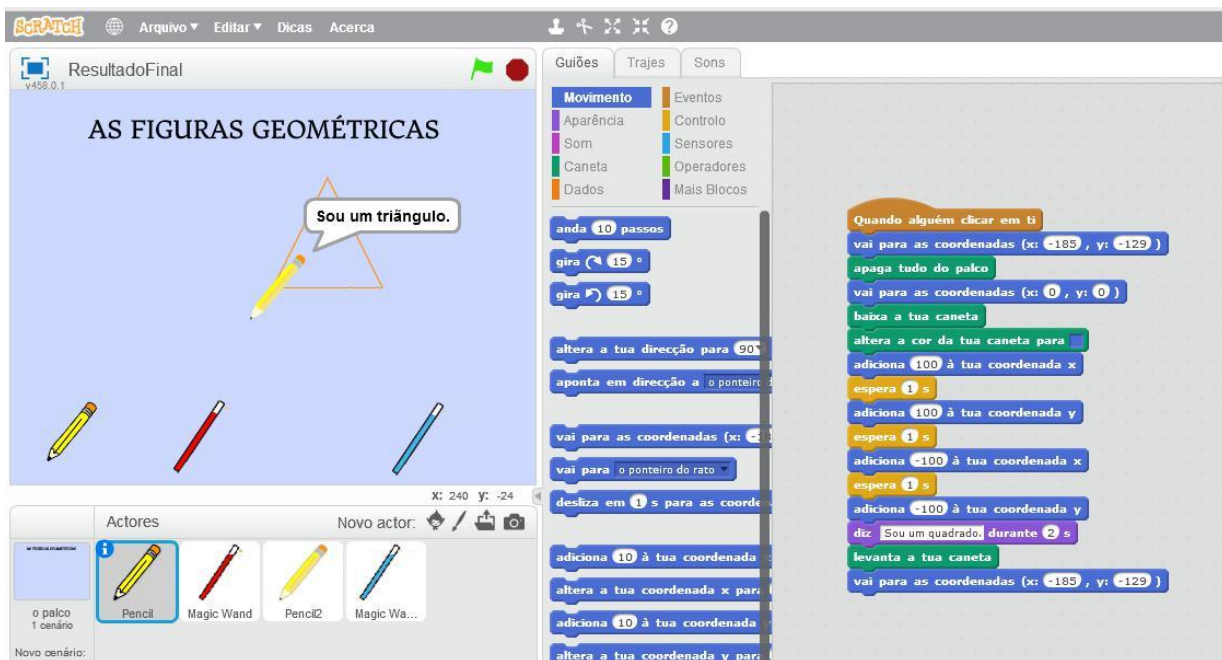 SCRATCH Arquivo Editar Dicas Acerca
ResultadoFinal
v458.0.1
AS FIGURAS GEOMÉTRICAS
Sou um triângulo.
X: 240 y: -24
Actores Novo actor:
o palco
1 cenário
Novo cenário:
Pencil
Magic Wand
Pencil2
Magic Wa...
Guiões Trajes Sons
Movimento Eventos
Aparência Controlo
Som Sensores
Caneta Operadores
Dados Mais Blocos
anda 10 passos
gira 15 °
gira 15 °
altera a tua direcção para 90
aponta em direcção a o ponteiro
vai para as coordenadas (x:
vai para o ponteiro do rato
desliza em 1 s para as
adiciona 10 à tua coordenada
altera a tua coordenada x para
adiciona 10 à tua coordenada
altera a tua coordenada y para
Quando alguém clicar em ti
vai para as coordenadas (x: -185 , y: -129 )
apaga tudo do palco
vai para as coordenadas (x: 0 , y: 0 )
baixa a tua caneta
altera a cor da tua caneta para
adiciona 100 à tua coordenada x
espera 1 s
adiciona 100 à tua coordenada y
espera 1 s
adiciona -100 à tua coordenada x
espera 1 s
adiciona -100 à tua coordenada y
diz Sou um quadrado. durante 2 s
levanta a tua caneta
vai para as coordenadas (x: -185 , y: -129 )